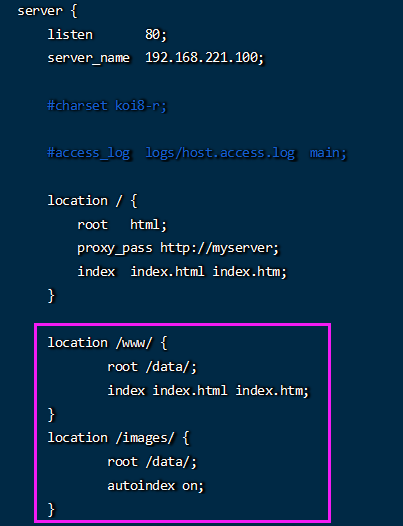 server {
    listen       80;
    server_name  192.168.221.100;
    #charset koi8-r;
    #access_log  logs/host.access.log  main;
    location / {
        root   html;
        proxy_pass http://myserver;
        index  index.html index.htm;
    }
    location /www/ {
            root /data/;
            index index.html index.htm;
    }
    location /images/ {
            root /data/;
            autoindex on;
    }